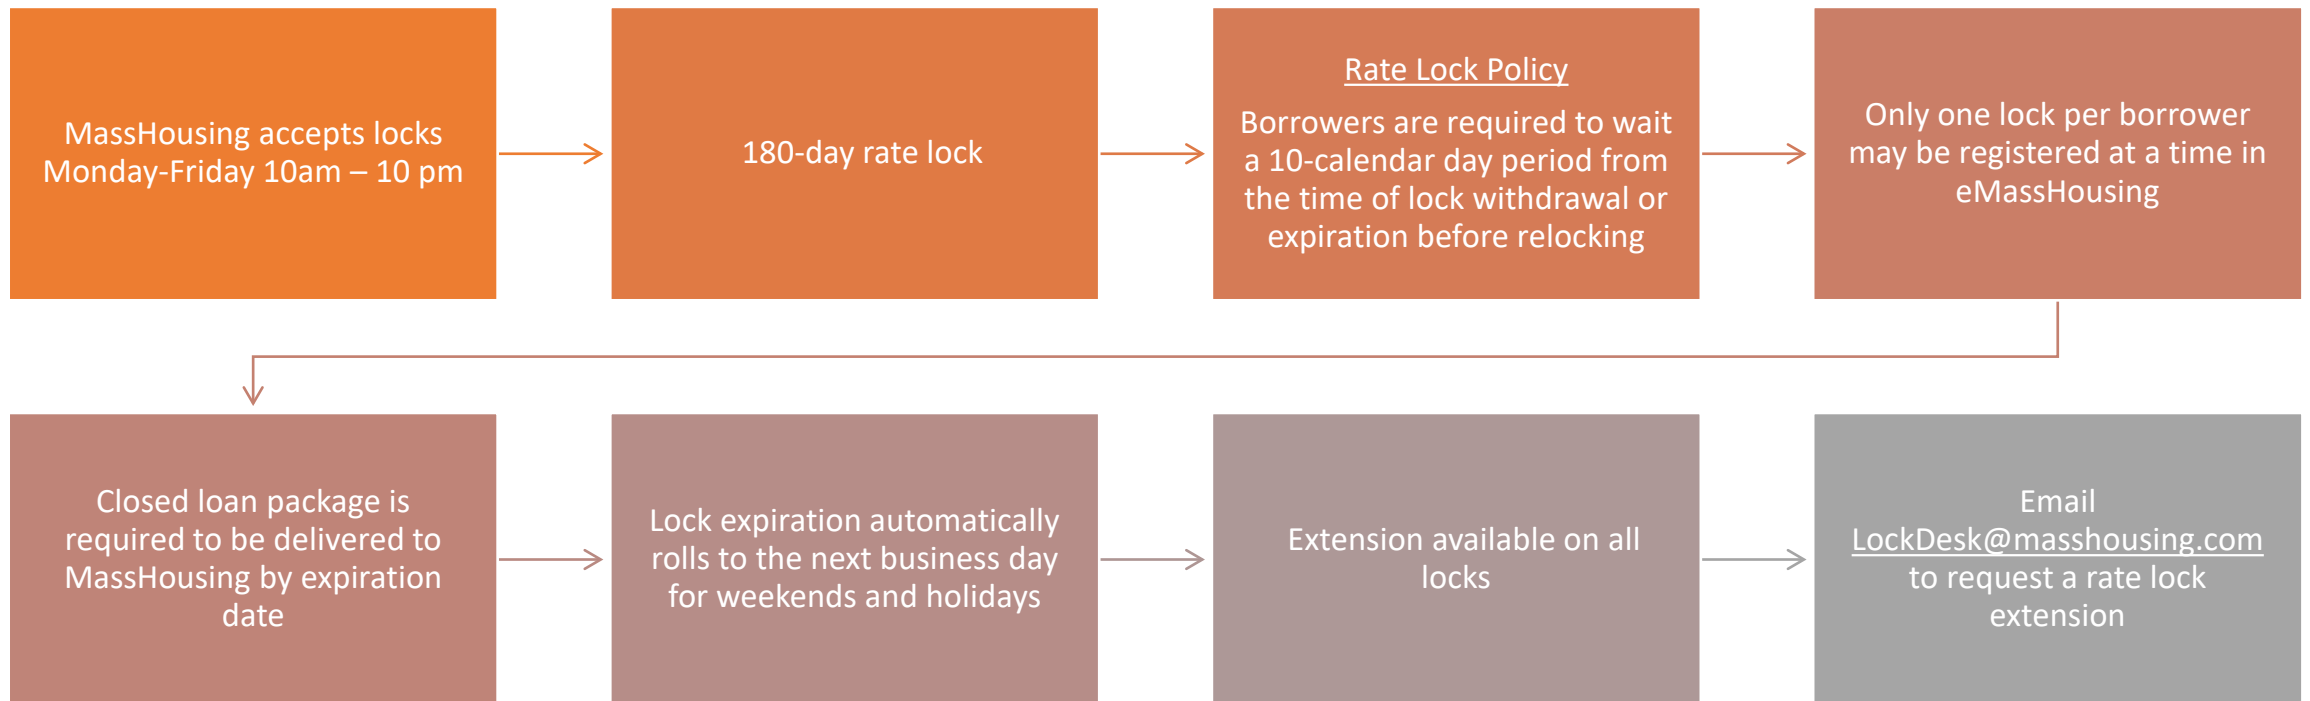 MassHousing accepts locks
Monday-Friday 10am – 10 pm
180-day rate lock
Rate Lock Policy
Borrowers are required to wait
a 10-calendar day period from
the time of lock withdrawal or
expiration before relocking
Only one lock per borrower
may be registered at a time in
eMassHousing
Closed loan package is
required to be delivered to
MassHousing by expiration
date
Lock expiration automatically
rolls to the next business day
for weekends and holidays
Extension available on all
locks
Email
LockDesk@masshousing.com
to request a rate lock
extension